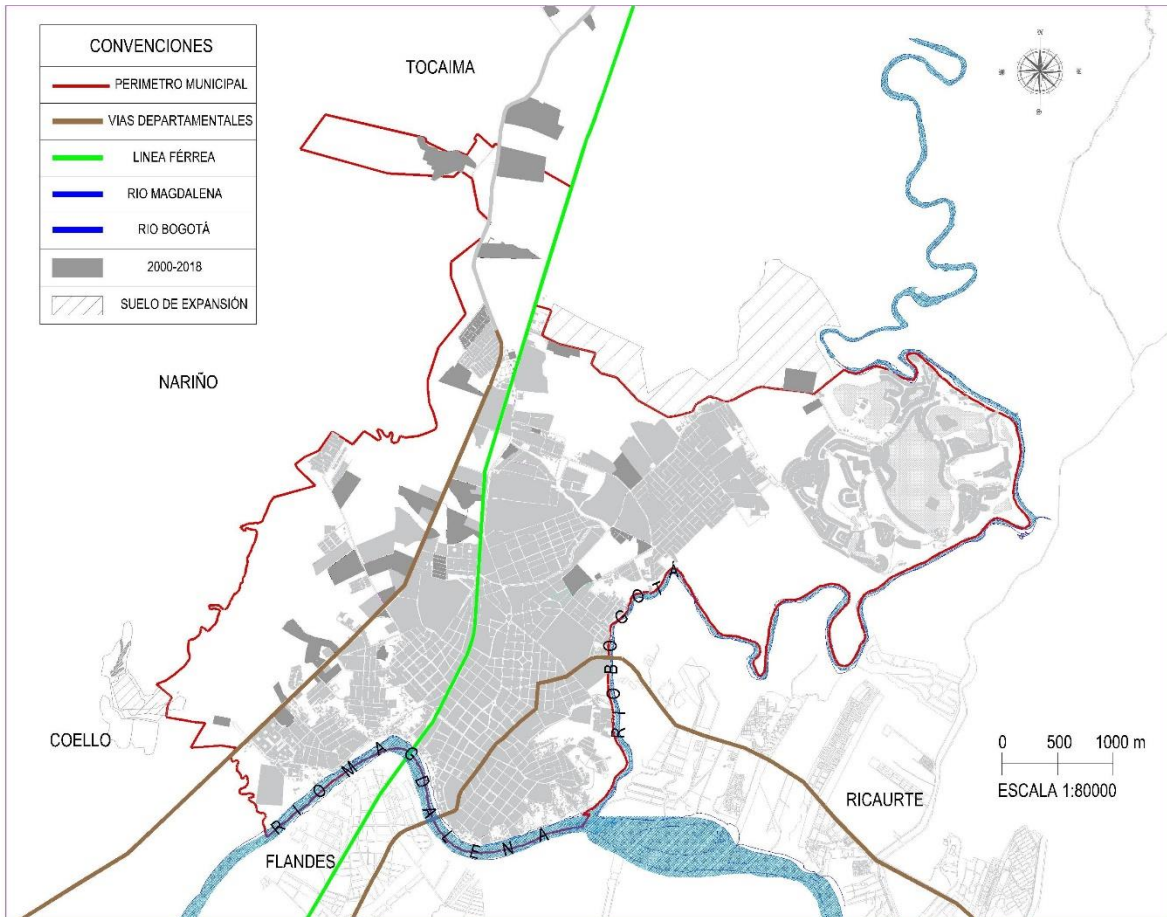 CONVENCIONES
PERIMETRO MUNICIPAL
VIAS DEPARTAMENTALES
LINEA FÉRREA
RIO MAGDALENA
RIO BOGOTÁ
2000-2018
SUELO DE EXPANSIÓN
TOCAIMA
NARIÑO
COELLO
FLANDES
RIO MAGDALENA
RIO BOGOTA
RICAURTE
0 500 1000 m
ESCALA 1:80000